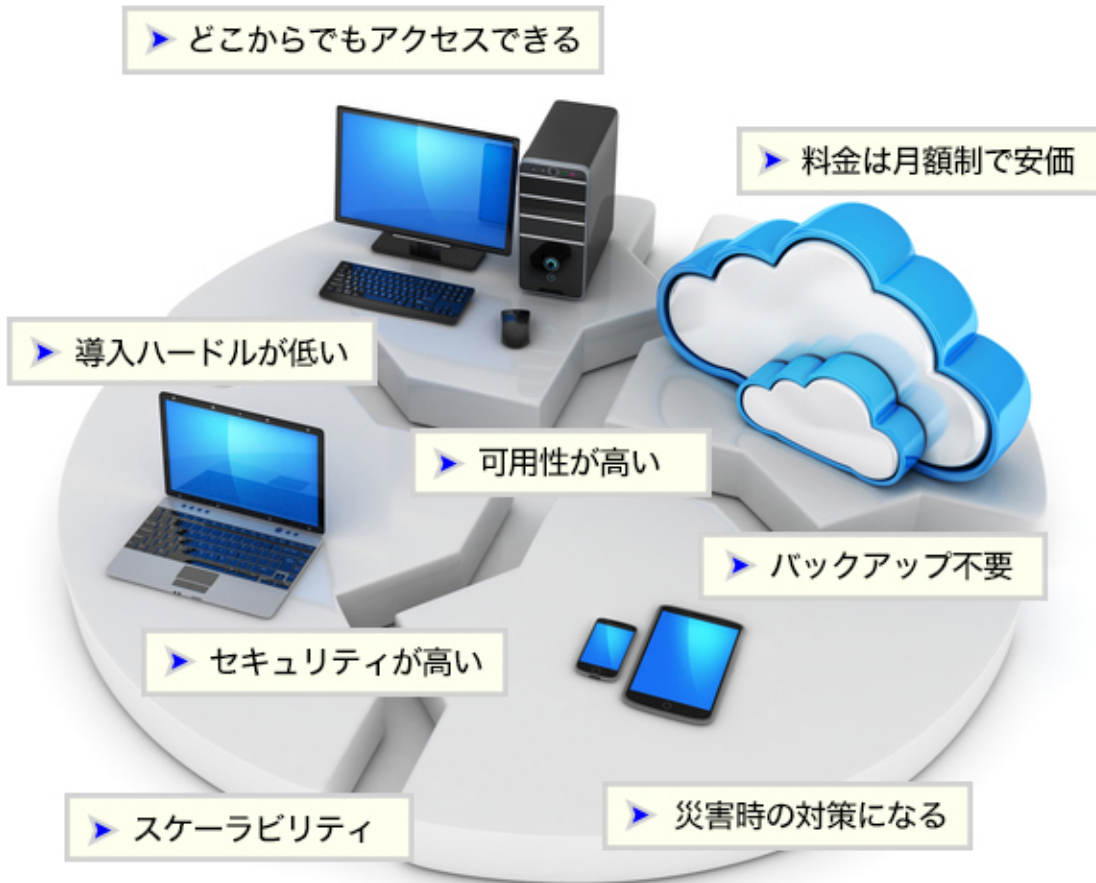 どこからでもアクセスできる
料金は月額制で安価
導入ハードルが低い
可用性が高い
バックアップ不要
セキュリティが高い
スケーラビリティ
災害時の対策になる